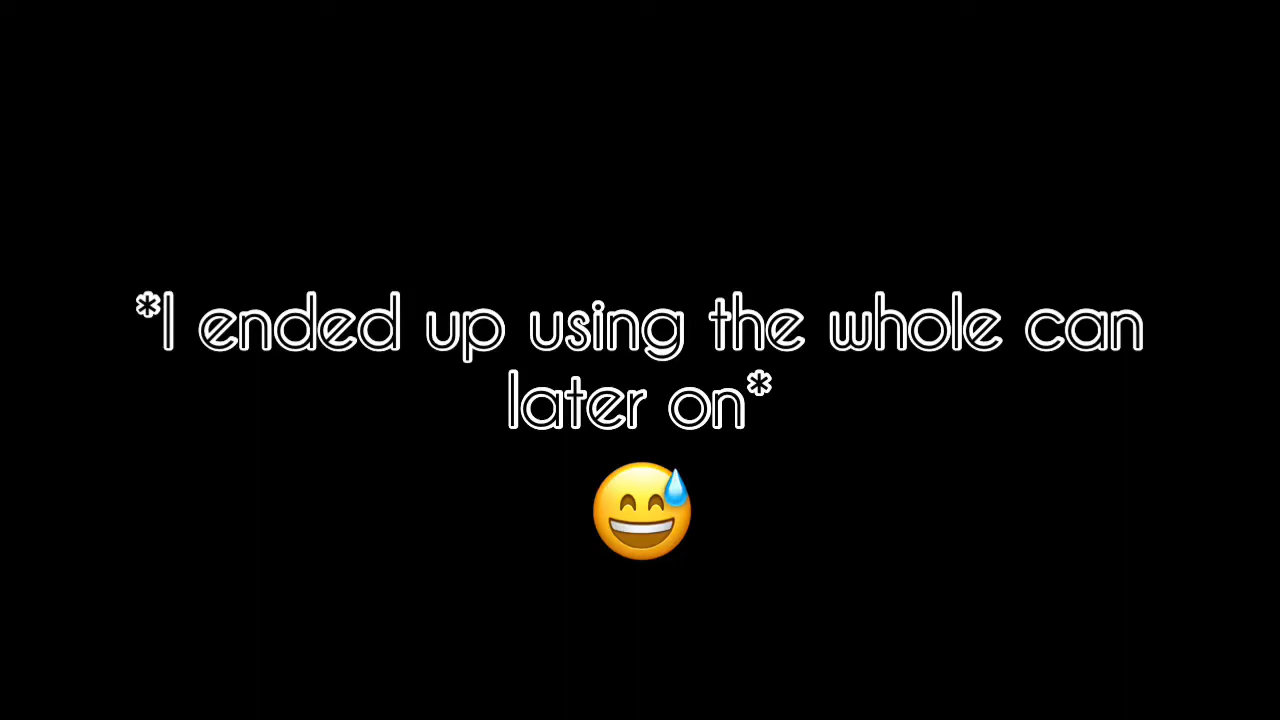 *I ended up using the whole can
later on*
😅